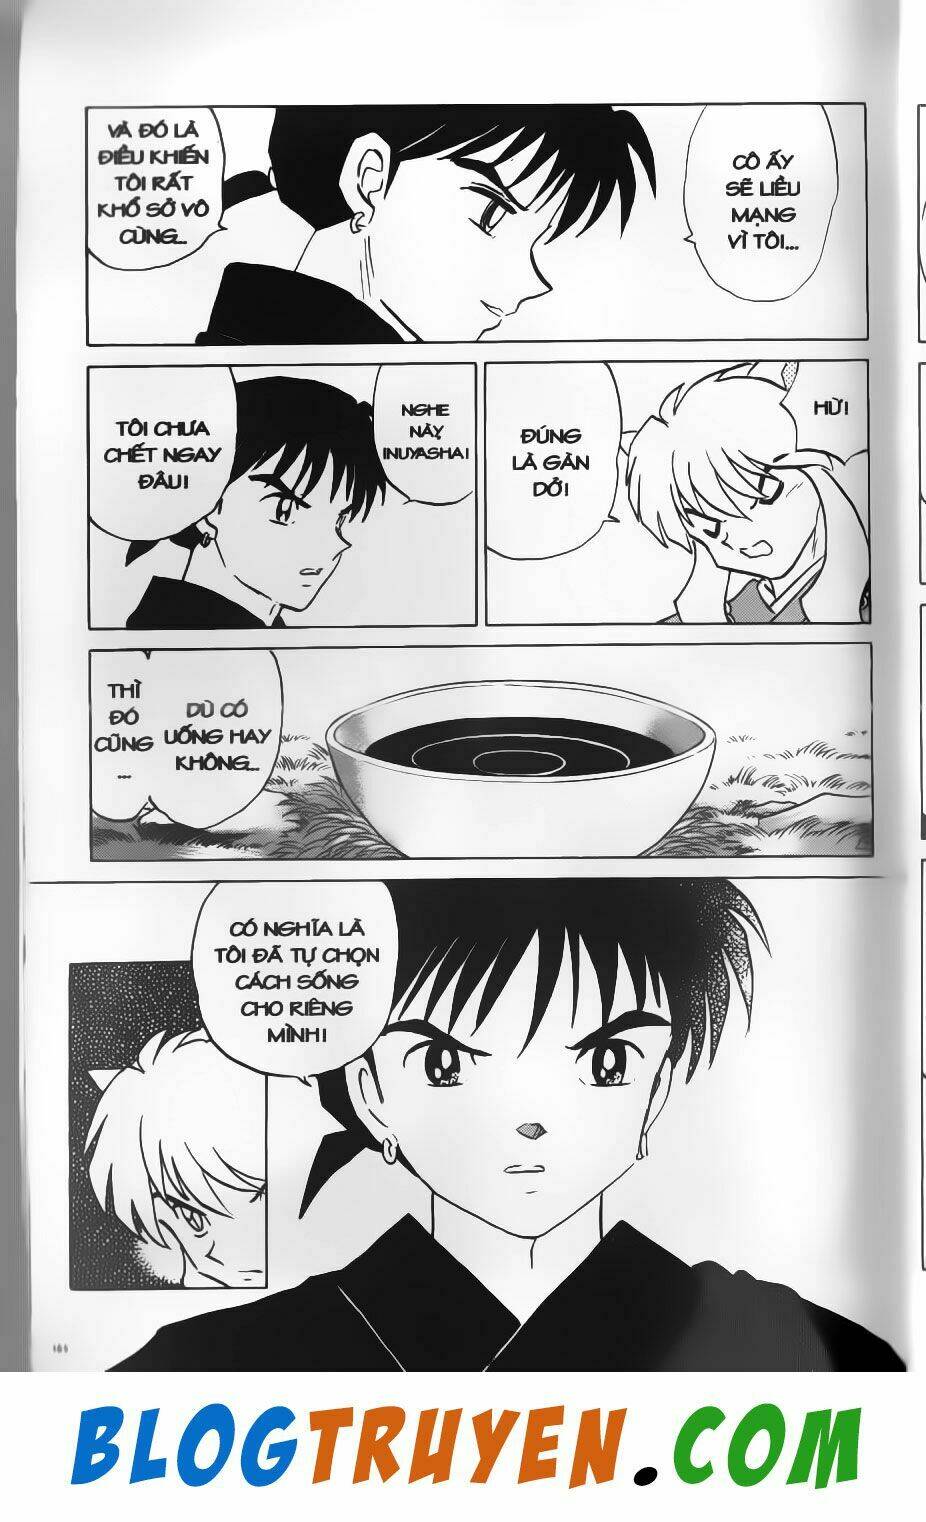 CÔ ẤY
SẼ LIỀU
MẠNG
VÌ TÔI...
VÀ ĐÓ LÀ
ĐIỀU KHIẾN
TÔI RẤT
KHỔ SỞ VÔ
CÙNG...
HỪ!
ĐÚNG
LÀ GÀN
DỞ!
NGHE
NÀY,
INUYASHA!
TÔI CHƯA
CHẾT NGAY
ĐÂU!
DÙ CÓ
UỐNG HAY
KHÔNG...
THÌ
ĐÓ
CŨNG
...
CÓ NGHĨA LÀ
TÔI ĐÃ TỰ CHỌN
CÁCH SỐNG
CHO RIÊNG
MÌNH!
BLOGTRUYEN.COM